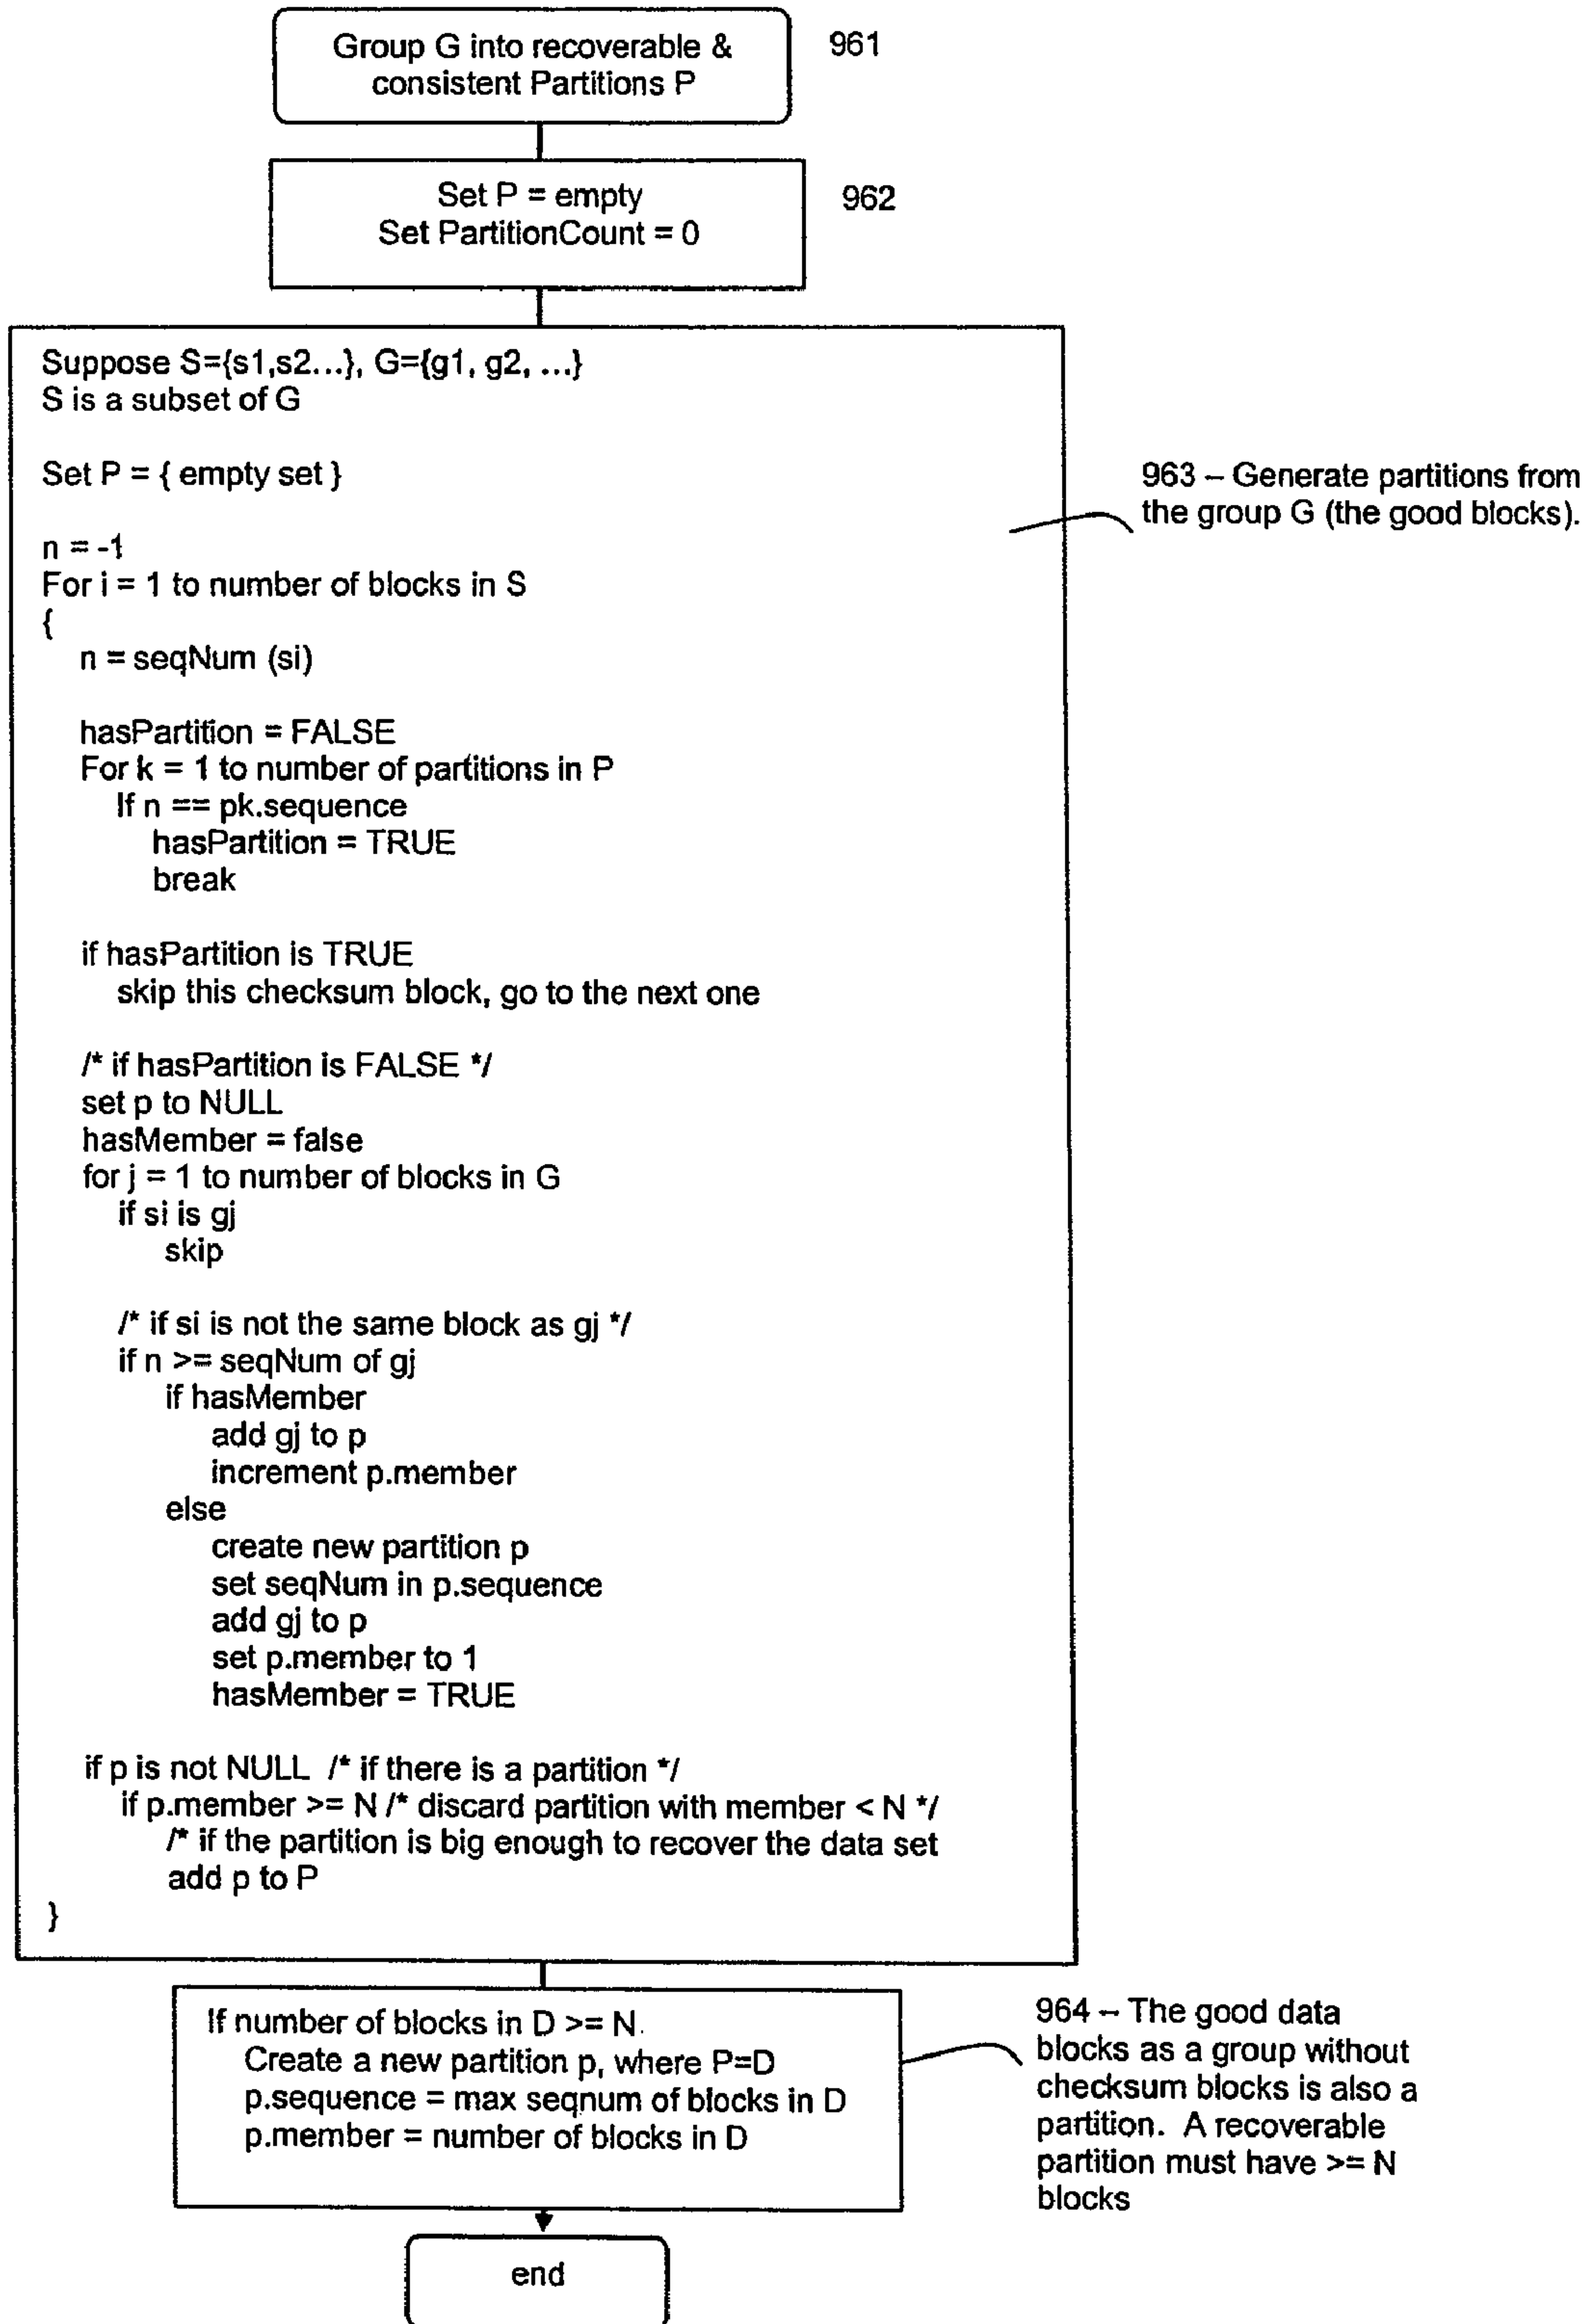 Group G into recoverable &
consistent Partitions P
961
Set P = empty
Set PartitionCount = 0
962
Suppose S={s1,s2...}, G={g1, g2, ...}
S is a subset of G
Set P = { empty set }
n = -1
For i = 1 to number of blocks in S
{
n = seqNum (si)
hasPartition = FALSE
For k = 1 to number of partitions in P
If n == pk.sequence
hasPartition = TRUE
break
if hasPartition is TRUE
skip this checksum block, go to the next one
/* if hasPartition is FALSE */
set p to NULL
hasMember = false
for j = 1 to number of blocks in G
if si is gj
skip
/* if si is not the same block as gj */
if n >= seqNum of gj
if hasMember
add gj to p
increment p.member
else
create new partition p
set seqNum in p.sequence
add gj to p
set p.member to 1
hasMember = TRUE
if p is not NULL /* if there is a partition */
if p.member >= N /* discard partition with member < N */
/* if the partition is big enough to recover the data set
add p to P
}
963 – Generate partitions from
the group G (the good blocks).
If number of blocks in D >= N.
Create a new partition p, where P=D
p.sequence = max seqnum of blocks in D
p.member = number of blocks in D
964 – The good data
blocks as a group without
checksum blocks is also a
partition. A recoverable
partition must have >= N
blocks
end